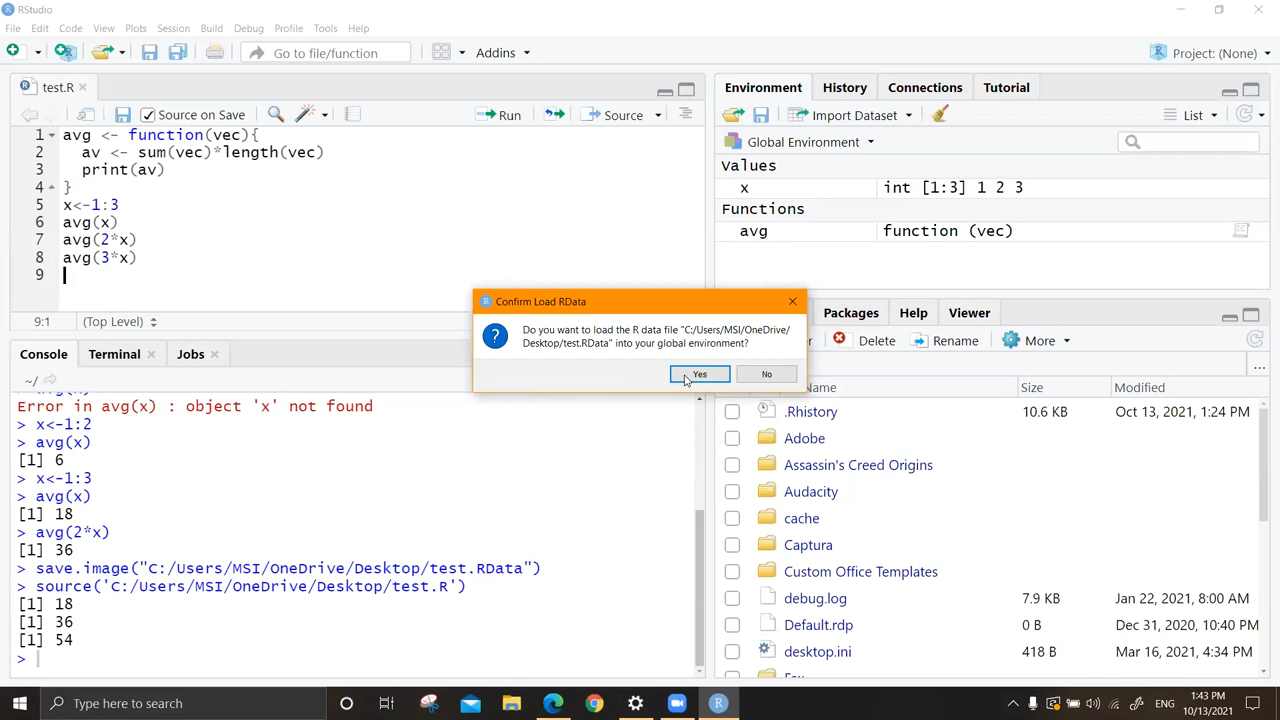 RStudio
File Edit Code View Plots Session Build Debug Profile Tools Help
Go to file/function Addins Project: (None)
test.R
Source on Save Run Source
1 avg <- function(vec){
2 av <- sum(vec)*length(vec)
3 print(av)
4 }
5 x<-1:3
6 avg(x)
7 avg(2*x)
8 avg(3*x)
9
9:1 (Top Level)
Console Terminal Jobs
~/
Error in avg(x) : object 'x' not found
> x<-1:2
> avg(x)
[1] 6
> x<-1:3
> avg(x)
[1] 18
> avg(2*x)
[1] 36
> save.image("C:/Users/MSI/OneDrive/Desktop/test.RData")
> source('C:/Users/MSI/OneDrive/Desktop/test.R')
[1] 18
[1] 36
[1] 54
>
Environment History Connections Tutorial
Import Dataset List
Global Environment
Values
x int [1:3] 1 2 3
Functions
avg function (vec)
Confirm Load RData
Do you want to load the R data file "C:/Users/MSI/OneDrive/
Desktop/test.RData" into your global environment?
Yes No
Packages Help Viewer
Delete Rename More
Name Size Modified
.Rhistory 10.6 KB Oct 13, 2021, 1:24 PM
Adobe
Assassin's Creed Origins
Audacity
cache
Captura
Custom Office Templates
debug.log 7.9 KB Jan 22, 2021, 8:00 AM
Default.rdp 0 B Dec 31, 2020, 10:40 PM
desktop.ini 418 B Mar 16, 2021, 4:34 PM
Type here to search
ENG
1:43 PM
10/13/2021